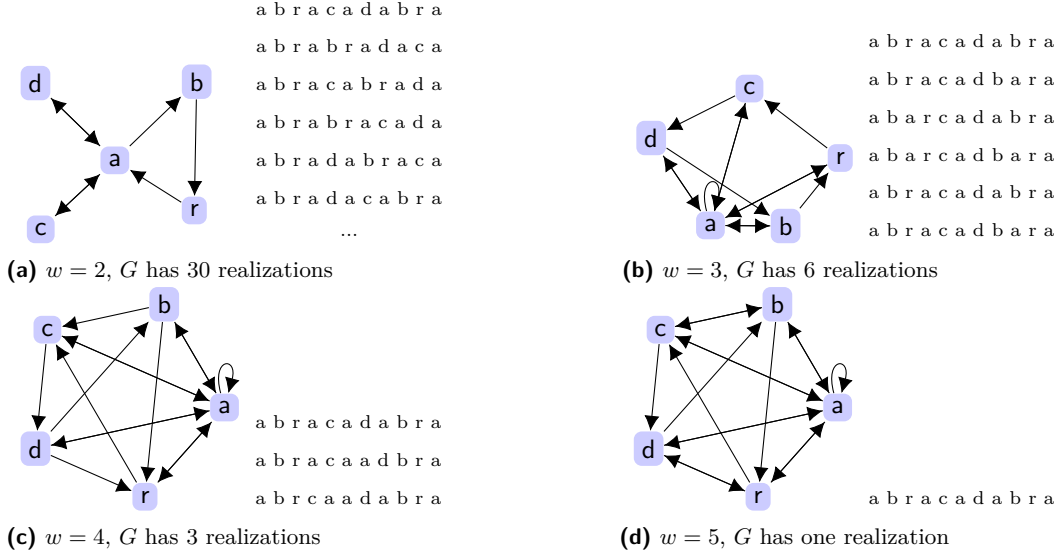 a b r a c a d a b r a
a b r a b r a d a c a
a b r a c a b r a d a
a b r a b r a c a d a
a b r a d a b r a c a
a b r a d a c a b r a
...
d
b
a
c
r
(a) w = 2, G has 30 realizations
a b r a c a d a b r a
a b r a c a d b a r a
a b a r c a d a b r a
a b a r c a d b a r a
a b r a c a d a b r a
a b r a c a d b a r a
c
d
r
a
b
(b) w = 3, G has 6 realizations
b
c
a
d
r
a b r a c a d a b r a
a b r a c a a d b r a
a b r c a a d a b r a
(c) w = 4, G has 3 realizations
b
c
a
d
r
a b r a c a d a b r a
(d) w = 5, G has one realization